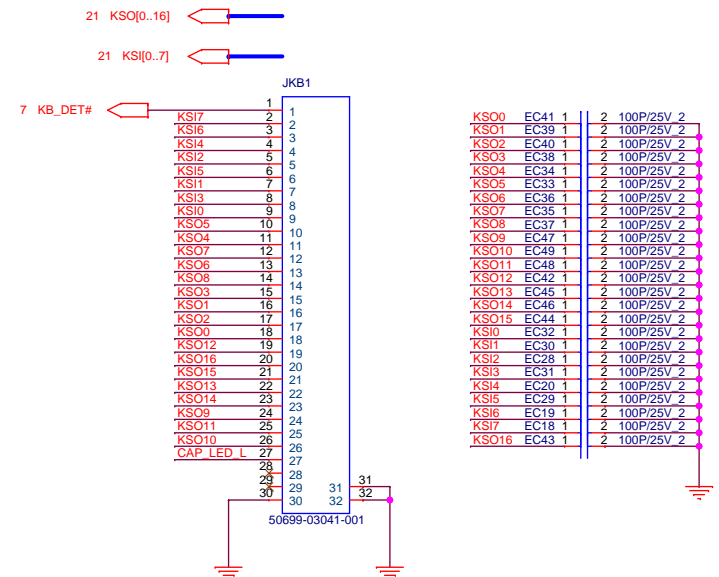 21 KSO[0..16]
21 KSI[0..7]
JKB1
7 KB_DET# 1 1
KSI7 2 2
KSI6 3 3
KSI4 4 4
KSI2 5 5
KSI5 6 6
KSI1 7 7
KSI3 8 8
KSI0 9 9
KSO5 10 10
KSO4 11 11
KSO7 12 12
KSO6 13 13
KSO8 14 14
KSO3 15 15
KSO1 16 16
KSO2 17 17
KSO0 18 18
KSO12 19 19
KSO16 20 20
KSO15 21 21
KSO13 22 22
KSO14 23 23
KSO9 24 24
KSO11 25 25
KSO10 26 26
CAP_LED_L 27 27
28 28
29 29 31 31
30 30 32 32
50699-03041-001
KSO0 EC41 1 2 100P/25V_2
KSO1 EC39 1 2 100P/25V_2
KSO2 EC40 1 2 100P/25V_2
KSO3 EC38 1 2 100P/25V_2
KSO4 EC34 1 2 100P/25V_2
KSO5 EC33 1 2 100P/25V_2
KSO6 EC36 1 2 100P/25V_2
KSO7 EC35 1 2 100P/25V_2
KSO8 EC37 1 2 100P/25V_2
KSO9 EC47 1 2 100P/25V_2
KSO10 EC49 1 2 100P/25V_2
KSO11 EC48 1 2 100P/25V_2
KSO12 EC42 1 2 100P/25V_2
KSO13 EC45 1 2 100P/25V_2
KSO14 EC46 1 2 100P/25V_2
KSO15 EC44 1 2 100P/25V_2
KSI0 EC32 1 2 100P/25V_2
KSI1 EC30 1 2 100P/25V_2
KSI2 EC28 1 2 100P/25V_2
KSI3 EC31 1 2 100P/25V_2
KSI4 EC20 1 2 100P/25V_2
KSI5 EC29 1 2 100P/25V_2
KSI6 EC19 1 2 100P/25V_2
KSI7 EC18 1 2 100P/25V_2
KSO16 EC43 1 2 100P/25V_2